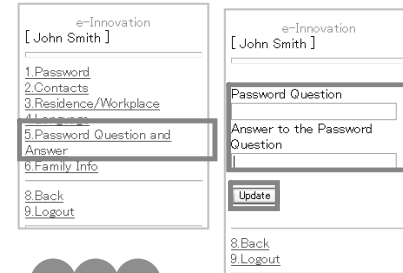 e-Innovation
[ John Smith ]
1.Password
2.Contacts
3.Residence/Workplace
4.Language
5.Password Question and
Answer
6.Family Info
8.Back
9.Logout
e-Innovation
[ John Smith ]
Password Question
Answer to the Password
Question
Update
8.Back
9.Logout